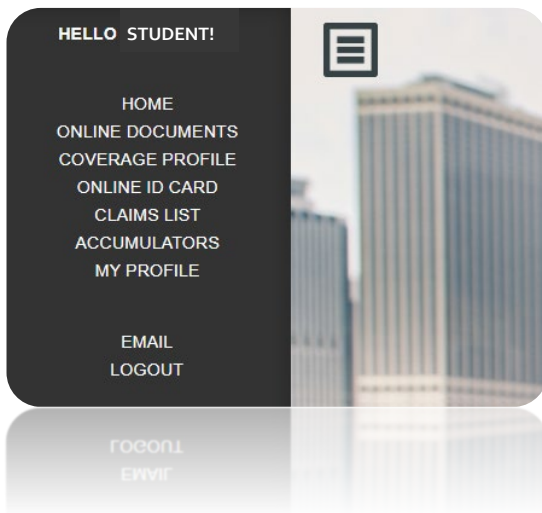 HELLO STUDENT!
HOME
ONLINE DOCUMENTS
COVERAGE PROFILE
ONLINE ID CARD
CLAIMS LIST
ACCUMULATORS
MY PROFILE
EMAIL
LOGOUT